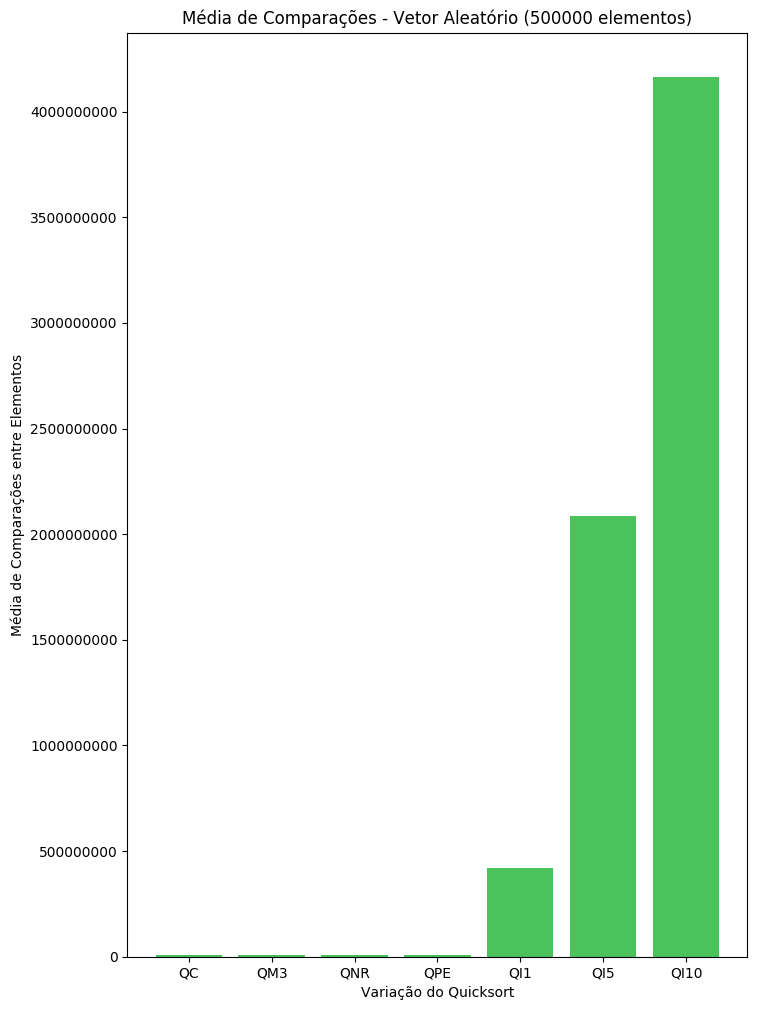 Média de Comparações - Vetor Aleatório (500000 elementos)
Média de Comparações entre Elementos
4000000000
3500000000
3000000000
2500000000
2000000000
1500000000
1000000000
500000000
0
QC QM3 QNR QPE QI1 QI5 QI10
Variação do Quicksort